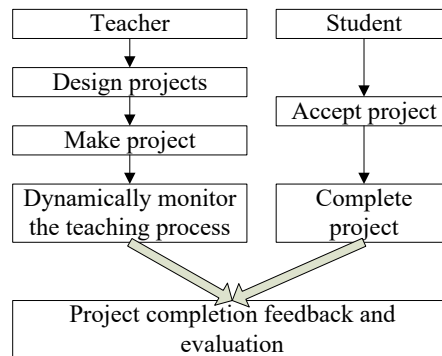 Teacher
Student
Design projects
Accept project
Make project
Dynamically monitor
the teaching process
Complete
project
Project completion feedback and
evaluation